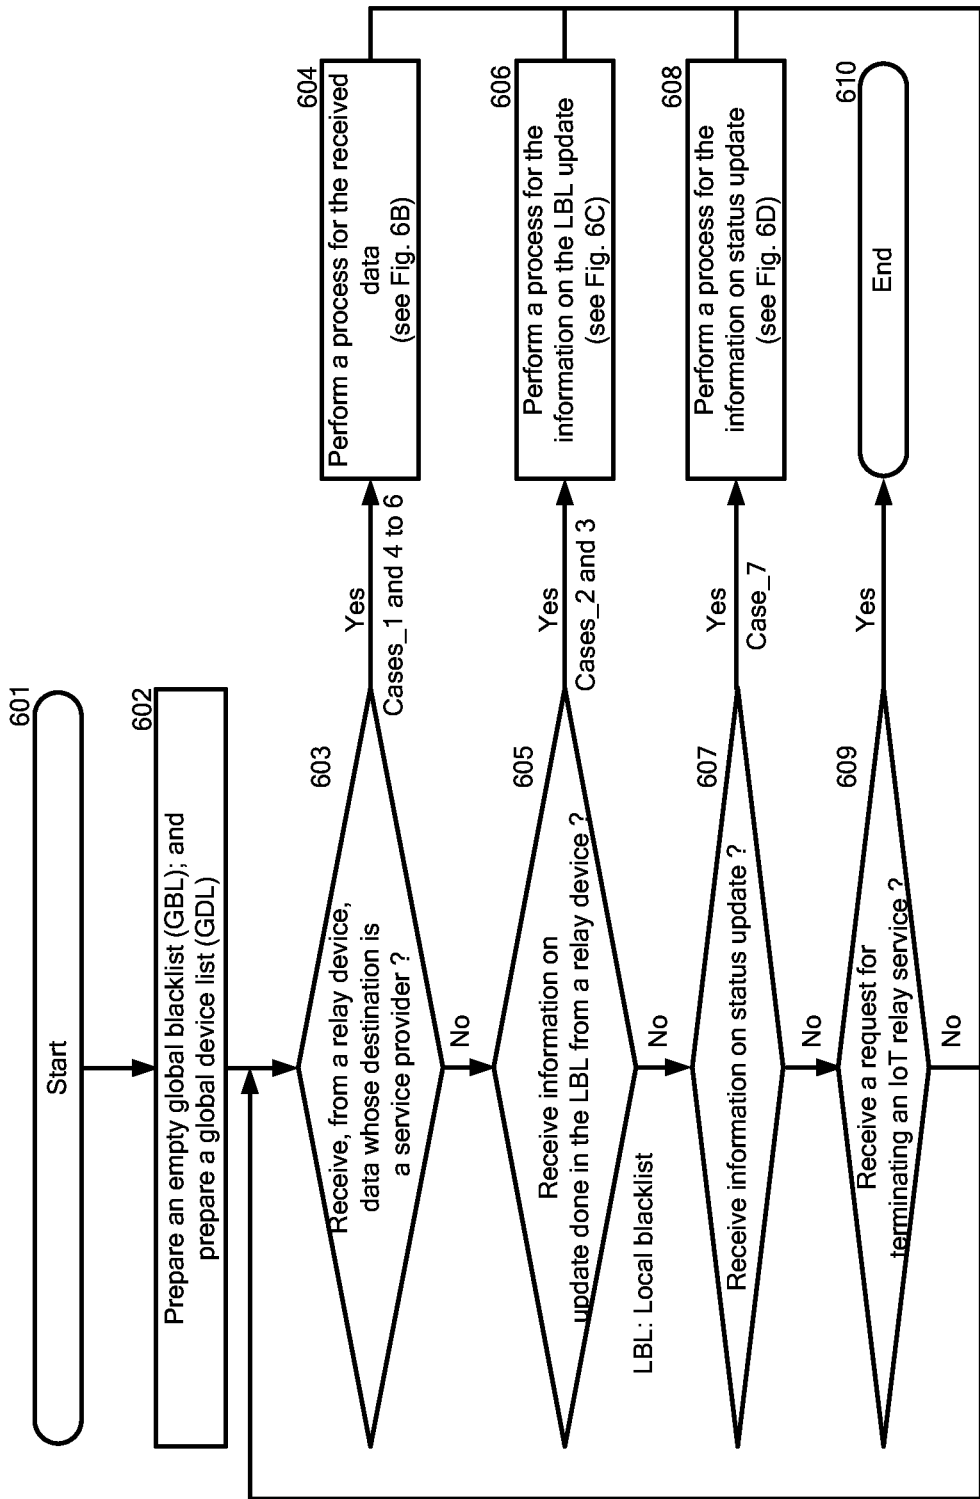 601
Start
602
Prepare an empty global blacklist (GBL); and
prepare a global device list (GDL)
603
Receive, from a relay device,
data whose destination is
a service provider ?
Yes
Cases_1 and 4 to 6
604
Perform a process for the received
data
(see Fig. 6B)
No
605
Receive information on
update done in the LBL from a relay device ?
Yes
Cases_2 and 3
606
Perform a process for the
information on the LBL update
(see Fig. 6C)
LBL: Local blacklist
No
607
Receive information on status update ?
Yes
Case_7
608
Perform a process for the
information on status update
(see Fig. 6D)
No
609
Receive a request for
terminating an IoT relay service ?
Yes
610
End
No